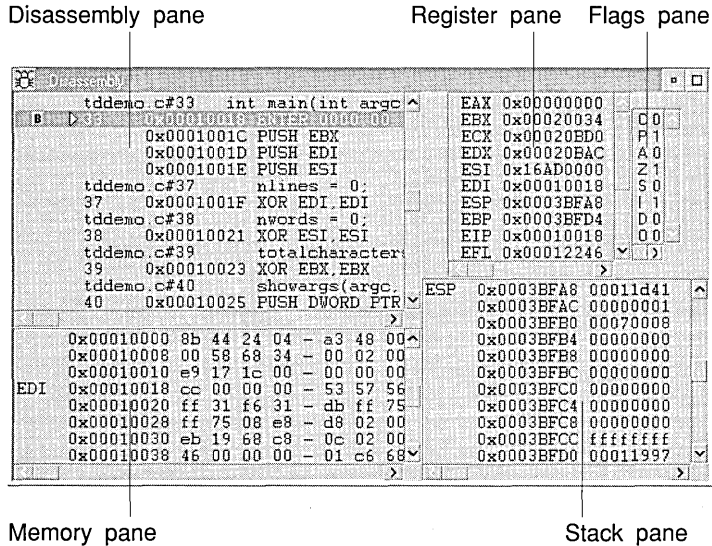 Disassembly pane
Register pane
Flags pane
Disassembly
tddemo.c#33 int main(int argc
B 33 0x00010018 ENTER 0000,00
0x0001001C PUSH EBX
0x0001001D PUSH EDI
0x0001001E PUSH ESI
tddemo.c#37 nlines = 0;
37 0x0001001F XOR EDI,EDI
tddemo.c#38 nwords = 0;
38 0x00010021 XOR ESI,ESI
tddemo.c#39 totalcharacter
39 0x00010023 XOR EBX,EBX
tddemo.c#40 showargs(argc,
40 0x00010025 PUSH DWORD PTR
EAX 0x00000000
EBX 0x00020034
ECX 0x00020BD0
EDX 0x00020BAC
ESI 0x16AD0000
EDI 0x00010018
ESP 0x0003BFA8
EBP 0x0003BFD4
EIP 0x00010018
EFL 0x00012246
C 0
P 1
A 0
Z 1
S 0
I 1
D 0
O 0
0x00010000 8b 44 24 04 - a3 48 00
0x00010008 00 58 68 34 - 00 02 00
0x00010010 e9 17 1c 00 - 00 00 00
EDI 0x00010018 cc 00 00 00 - 53 57 56
0x00010020 ff 31 f6 31 - db ff 75
0x00010028 ff 75 08 e8 - d8 02 00
0x00010030 eb 19 68 c8 - 0c 02 00
0x00010038 46 00 00 00 - 01 c6 68
ESP 0x0003BFA8 00011d41
0x0003BFAC 00000001
0x0003BFB0 00070008
0x0003BFB4 00000000
0x0003BFB8 00000000
0x0003BFBC 00000000
0x0003BFC0 00000000
0x0003BFC4 00000000
0x0003BFC8 00000000
0x0003BFCC ffffffff
0x0003BFD0 00011997
Memory pane
Stack pane